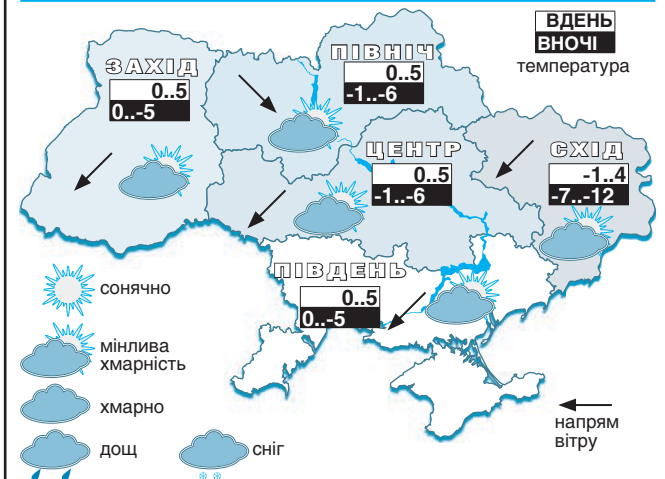 ВДЕНЬ
ВНОЧІ
температура
ПІВНІЧ
0..5
-1..-6
ЗАХІД
0..5
0..-5
ЦЕНТР
0..5
-1..-6
СХІД
-1..4
-7..-12
ПІВДЕНЬ
0..5
0..-5
сонячно
мінлива
хмарність
хмарно
дощ
сніг
напрям
вітру